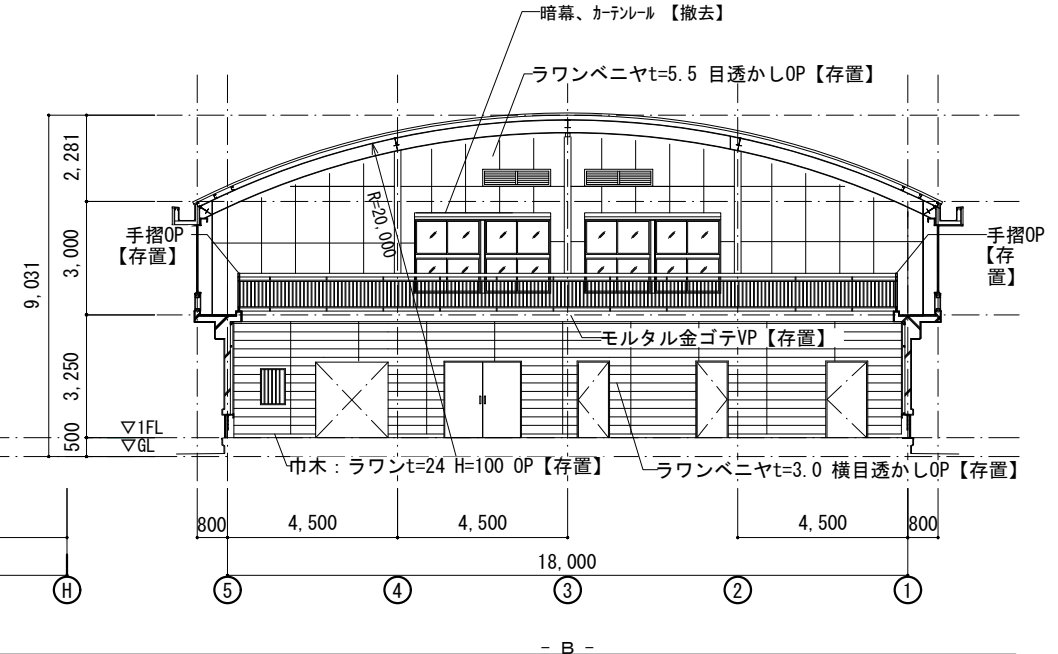 暗幕、カーテンレール 【撤去】
ラワンベニヤt=5.5 目透かしOP【存置】
2,281
R=20,000
手摺OP
【存置】
手摺OP
【存
置】
3,000
9,031
モルタル金ゴテVP【存置】
3,250
▽1FL
500
▽GL
巾木：ラワンt=24 H=100 OP【存置】
ラワンベニヤt=3.0 横目透かしOP【存置】
800 4,500 4,500 4,500 800
18,000
H 5 4 3 2 1
- B -